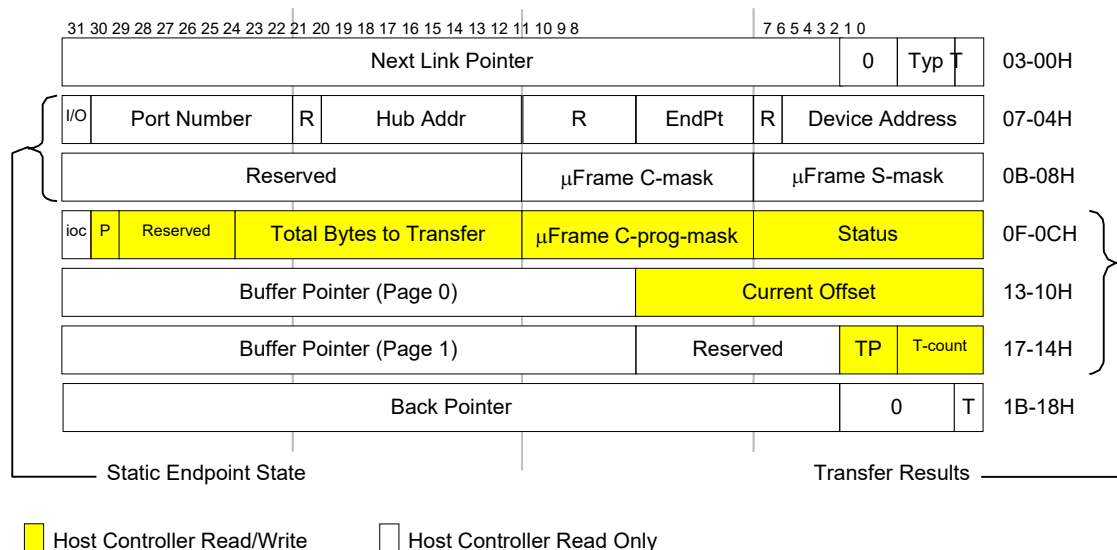 31 30 29 28 27 26 25 24 23 22 21 20 19 18 17 16 15 14 13 12 11 10 9 8 7 6 5 4 3 2 1 0
Next Link Pointer 0 Typ T 03-00H
I/O Port Number R Hub Addr R EndPt R Device Address 07-04H
Reserved μFrame C-mask μFrame S-mask 0B-08H
ioc P Reserved Total Bytes to Transfer μFrame C-prog-mask Status 0F-0CH
Buffer Pointer (Page 0) Current Offset 13-10H
Buffer Pointer (Page 1) Reserved TP T-count 17-14H
Back Pointer 0 T 1B-18H
Static Endpoint State Transfer Results
Host Controller Read/Write Host Controller Read Only